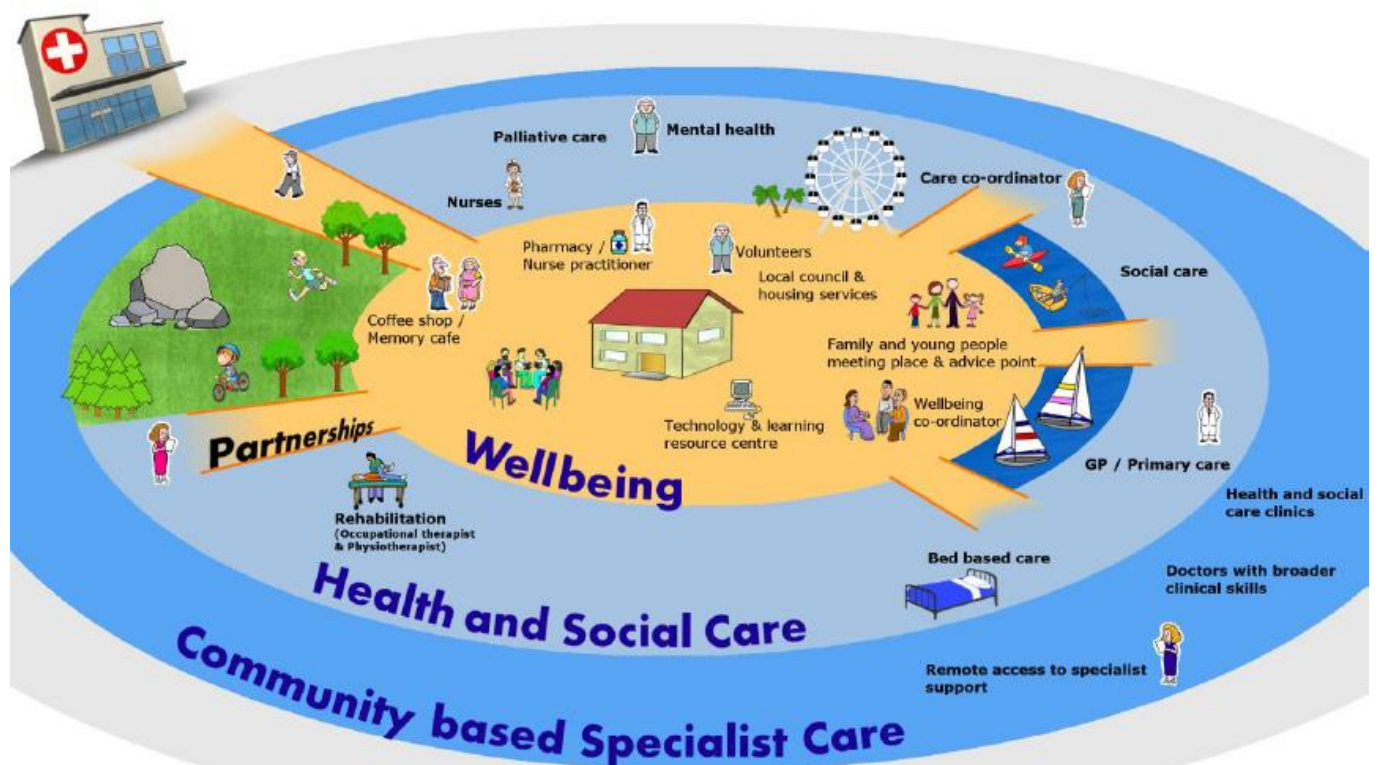 Palliative care
Mental health
Care co-ordinator
Nurses
Pharmacy /
Nurse practitioner
Volunteers
Local council &
housing services
Social care
Coffee shop /
Memory cafe
Family and young people
meeting place & advice point
Wellbeing
co-ordinator
Technology & learning
resource centre
Partnerships
Wellbeing
GP / Primary care
Health and social
care clinics
Rehabilitation
(Occupational therapist
& Physiotherapist)
Bed based care
Doctors with broader
clinical skills
Health and Social Care
Remote access to specialist
support
Community based Specialist Care